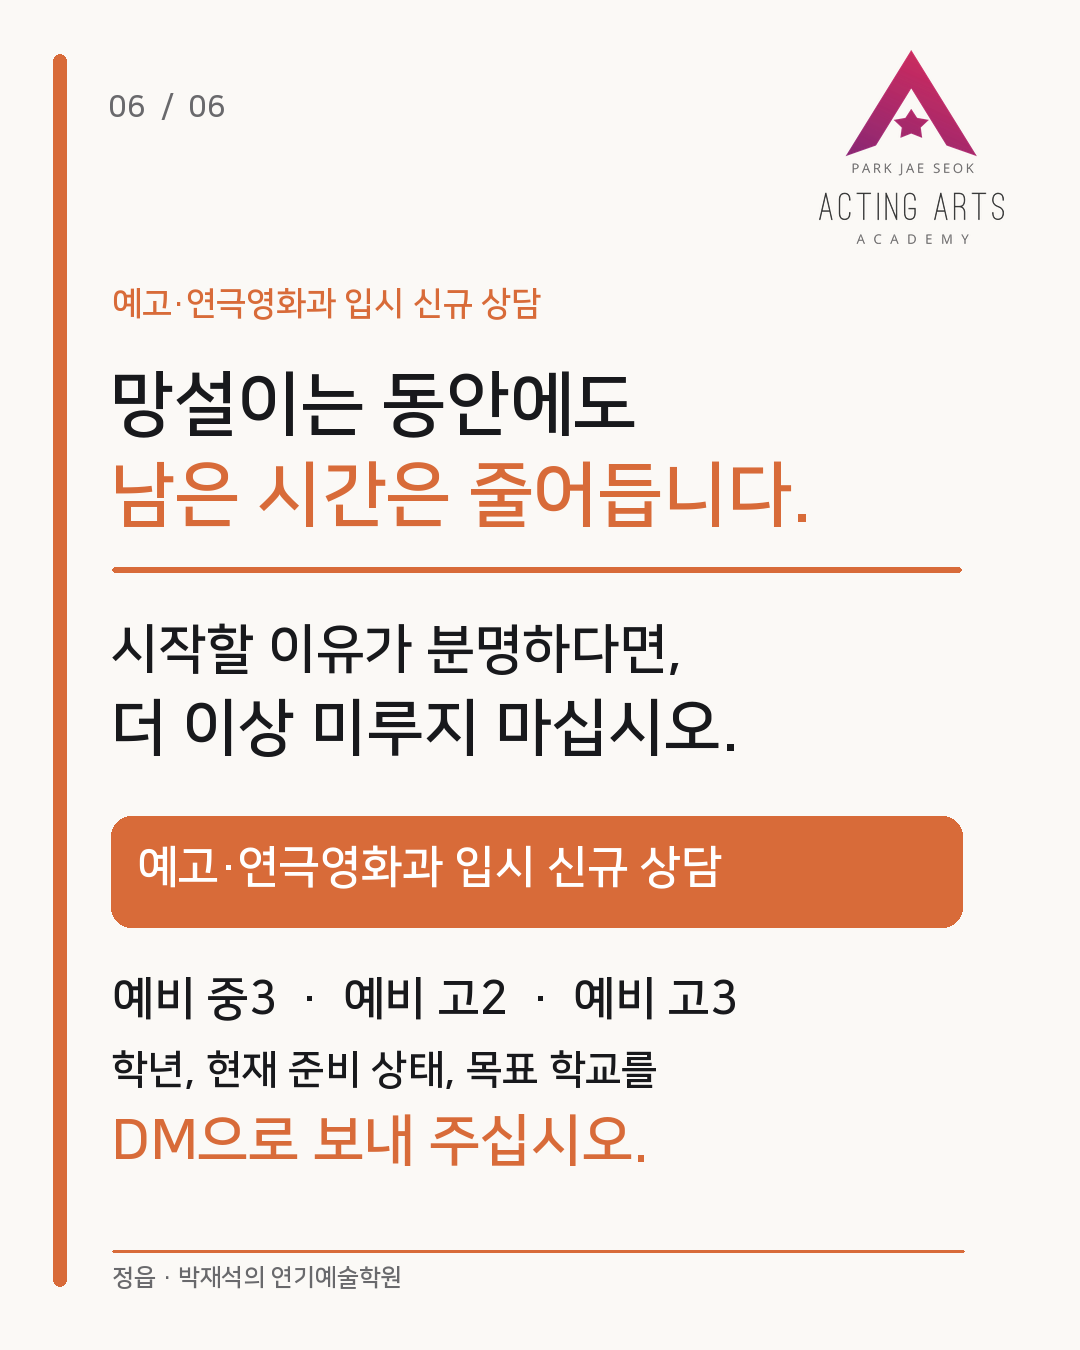 06 / 06
PARK JAE SEOK
ACTING ARTS
ACADEMY
예고·연극영화과 입시 신규 상담
망설이는 동안에도
남은 시간은 줄어듭니다.
시작할 이유가 분명하다면,
더 이상 미루지 마십시오.
예고·연극영화과 입시 신규 상담
예비 중3 · 예비 고2 · 예비 고3
학년, 현재 준비 상태, 목표 학교를
DM으로 보내 주십시오.
정읍 · 박재석의 연기예술학원